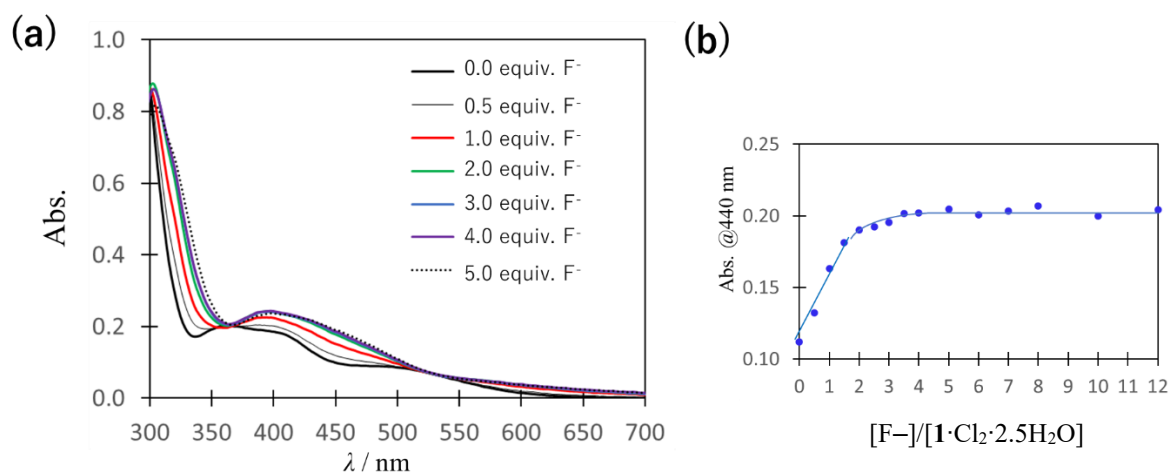 (a)
1.0
0.8
0.6
0.4
0.2
0.0
Abs.
0.0 equiv. F⁻
0.5 equiv. F⁻
1.0 equiv. F⁻
2.0 equiv. F⁻
3.0 equiv. F⁻
4.0 equiv. F⁻
5.0 equiv. F⁻
300 350 400 450 500 550 600 650 700
λ / nm
(b)
0.25
0.20
0.15
0.10
Abs. @440 nm
0 1 2 3 4 5 6 7 8 9 10 11 12
[F–]/[1·Cl₂·2.5H₂O]